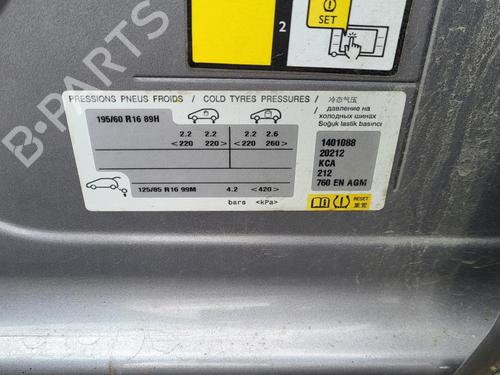 2
SET
B-PARTS
PRESSIONS PNEUS FROIDS / COLD TYRES PRESSURES / 冷态气压
/ давление на
холодных шинах
Soğuk lastik basıncı
195/60 R16 89H
2.2 2.2 2.2 2.6
<220 220> <220 260>
1401088
20212
KCA
212
760 EN AGM
125/85 R16 99M 4.2 <420>
bars <kPa>
RESET